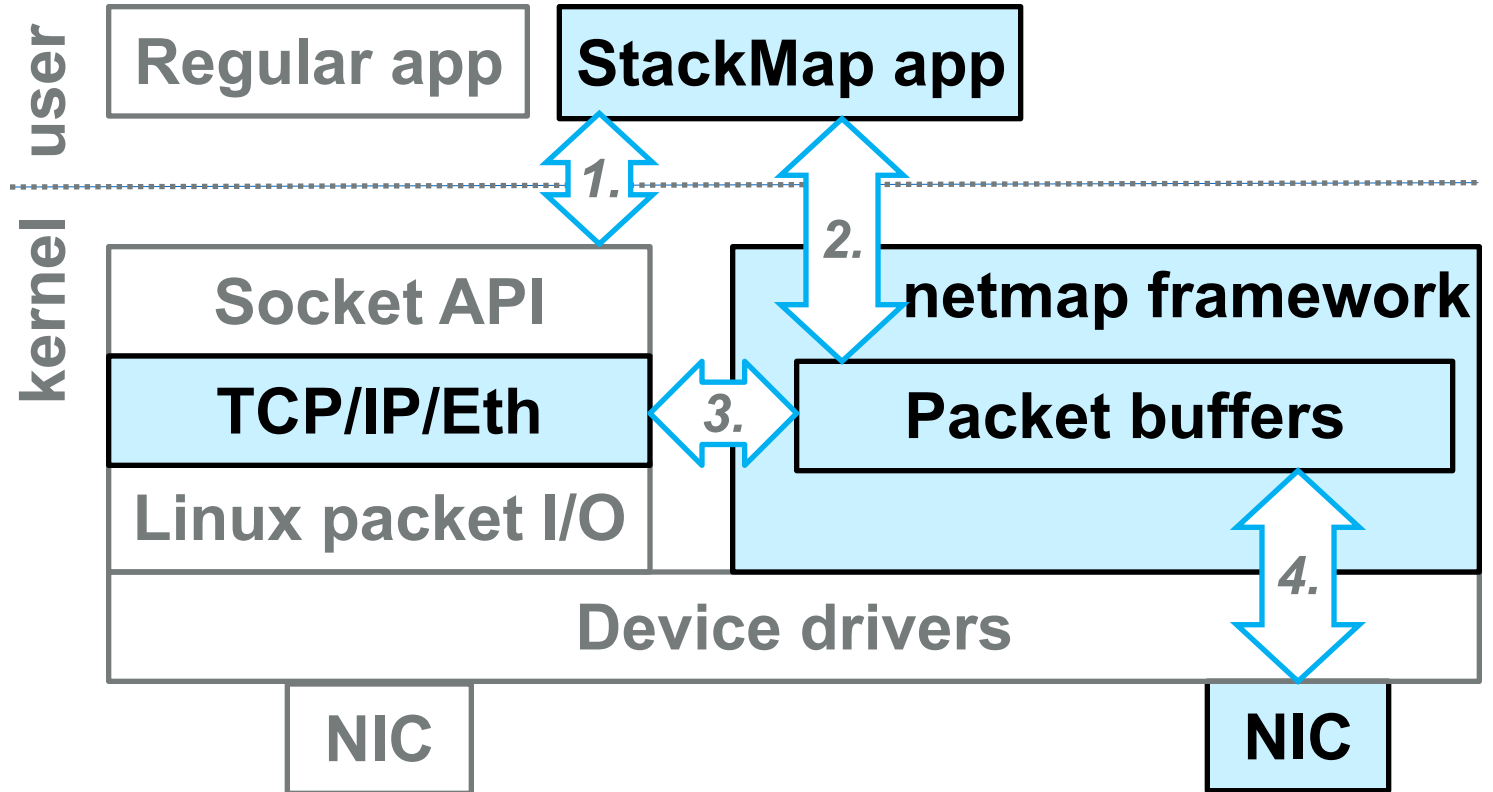 user
Regular app
StackMap app
1.
2.
kernel
Socket API
netmap framework
TCP/IP/Eth
3.
Packet buffers
Linux packet I/O
4.
Device drivers
NIC
NIC